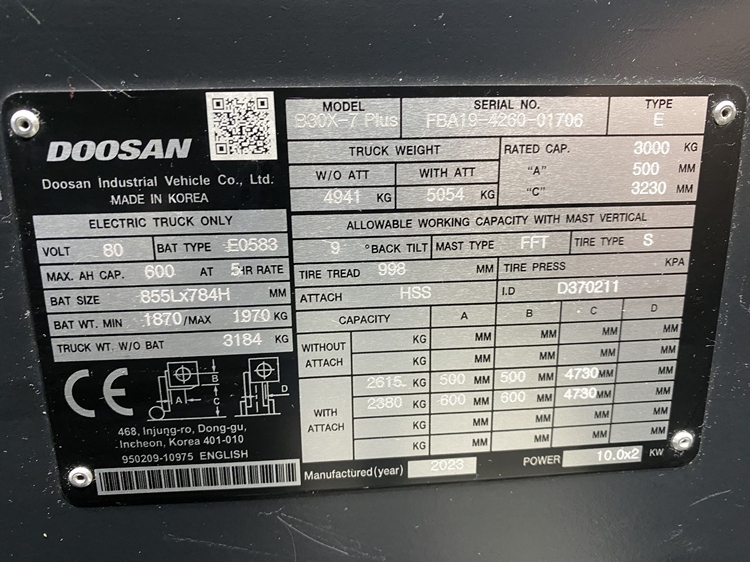 DOOSAN
Doosan Industrial Vehicle Co., Ltd.
MADE IN KOREA
ELECTRIC TRUCK ONLY
VOLT 80 BAT TYPE E0583
MAX. AH CAP. 600 AT 5 HR RATE
BAT SIZE 855Lx784H MM
BAT WT. MIN 1870 /MAX 1970 KG
TRUCK WT. W/O BAT 3184 KG
CE
B
A
C
D
468, Injung-ro, Dong-gu,
Incheon, Korea 401-010
950209-10975 ENGLISH
MODEL SERIAL NO. TYPE
B30X-7 Plus FBA19-4260-01706 E
TRUCK WEIGHT
W/O ATT WITH ATT
4941 KG 5054 KG
RATED CAP. 3000 KG
"A" 500 MM
"C" 3230 MM
ALLOWABLE WORKING CAPACITY WITH MAST VERTICAL
9 °BACK TILT MAST TYPE FFT TIRE TYPE S
TIRE TREAD 998 MM TIRE PRESS KPA
ATTACH HSS I.D D370211
CAPACITY A B C D
WITHOUT ATTACH KG MM MM MM MM
KG MM MM MM MM
WITH ATTACH 2615 KG 500 MM 500 MM 4730 MM MM
2380 KG 600 MM 600 MM 4730 MM MM
KG MM MM MM MM
Manufactured (year) 2023 POWER 10.0x2 KW